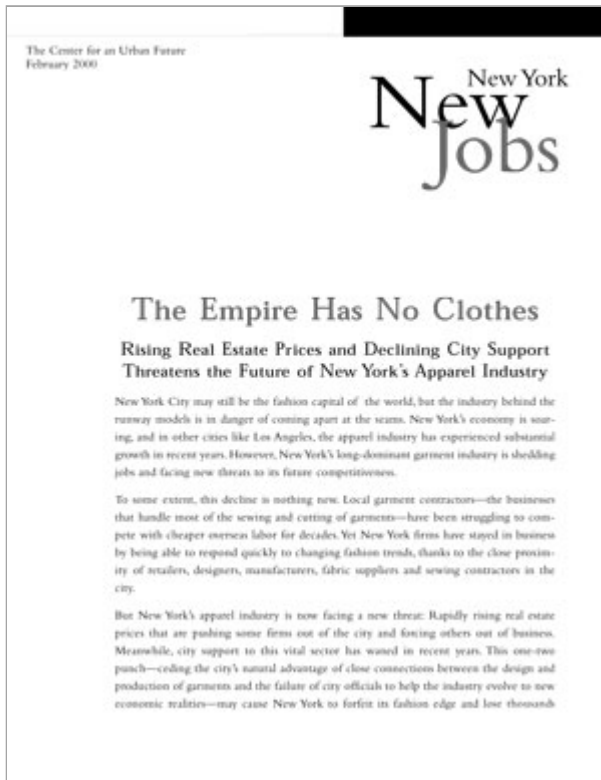 The Center for an Urban Future
February 2000
New York
New
Jobs
The Empire Has No Clothes
Rising Real Estate Prices and Declining City Support
Threatens the Future of New York's Apparel Industry
New York City may still be the fashion capital of the world, but the industry behind the
runway models is in danger of coming apart at the seams. New York's economy is soar-
ing, and in other cities like Los Angeles, the apparel industry has experienced substantial
growth in recent years. However, New York's long-dominant garment industry is shedding
jobs and facing new threats to its future competitiveness.
To some extent, this decline is nothing new. Local garment contractors—the businesses
that handle most of the sewing and cutting of garments—have been struggling to com-
pete with cheaper overseas labor for decades. Yet New York firms have stayed in business
by being able to respond quickly to changing fashion trends, thanks to the close proxim-
ity of retailers, designers, manufacturers, fabric suppliers and sewing contractors in the
city.
But New York's apparel industry is now facing a new threat: Rapidly rising real estate
prices that are pushing some firms out of the city and forcing others out of business.
Meanwhile, city support to this vital sector has waned in recent years. This one-two
punch—ceding the city's natural advantage of close connections between the design and
production of garments and the failure of city officials to help the industry evolve to new
economic realities—may cause New York to forfeit its fashion edge and lose thousands